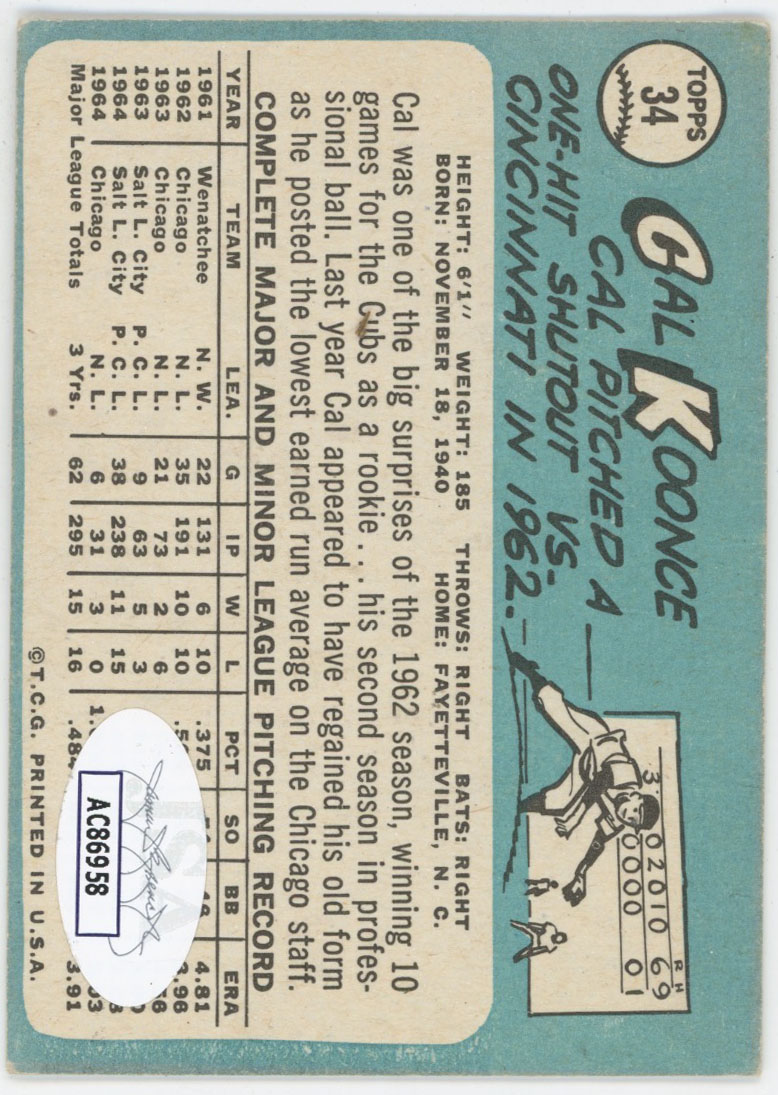 TOPPS
34
CAL KOONCE
CAL PITCHED A
ONE-HIT SHUTOUT VS.
CINCINNATI IN 1962.
R H
3 02010 69
0000 01
HEIGHT: 6'1" WEIGHT: 185 THROWS: RIGHT BATS: RIGHT
BORN: NOVEMBER 18, 1940 HOME: FAYETTEVILLE, N. C.
Cal was one of the big surprises of the 1962 season, winning 10
games for the Cubs as a rookie . . . his second season in profes-
sional ball. Last year Cal appeared to have regained his old form
as he posted the lowest earned run average on the Chicago staff.
COMPLETE MAJOR AND MINOR LEAGUE PITCHING RECORD
YEAR TEAM LEA. G IP W L PCT SO BB ERA
1961 Wenatchee N. W. 22 131 6 10 .375 4.81
1962 Chicago N. L. 35 191 10 10 3.96
1963 Chicago N. L. 21 73 2 6
1963 Salt L. City P. C. L. 9 63 5 3
1964 Salt L. City P. C. L. 38 238 11 15
1964 Chicago N. L. 6 31 3 0
Major League Totals 3 Yrs. 62 295 15 16 .484 3.91
AC86958
©T.C.G. PRINTED IN U.S.A.